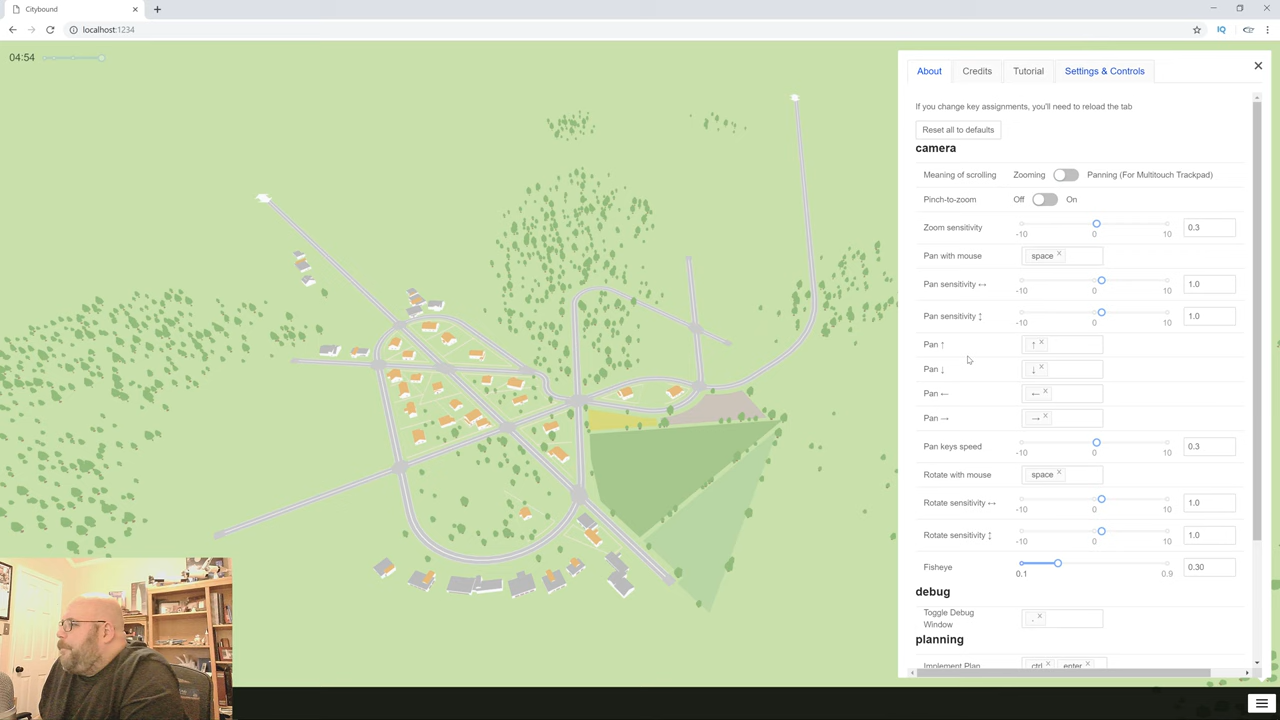 Citybound
localhost:1234
04:54
About Credits Tutorial Settings & Controls
If you change key assignments, you'll need to reload the tab
Reset all to defaults
camera
Meaning of scrolling Zooming Panning (For Multitouch Trackpad)
Pinch-to-zoom Off On
Zoom sensitivity -10 0 10 0.3
Pan with mouse space ×
Pan sensitivity ↔ -10 0 10 1.0
Pan sensitivity ↕ -10 0 10 1.0
Pan ↑ ↑ ×
Pan ↓ ↓ ×
Pan ← ← ×
Pan → → ×
Pan keys speed -10 0 10 0.3
Rotate with mouse space ×
Rotate sensitivity ↔ -10 0 10 1.0
Rotate sensitivity ↕ -10 0 10 1.0
Fisheye 0.1 0.9 0.30
debug
Toggle Debug
Window . ×
planning
Implement Plan ctrl × enter ×